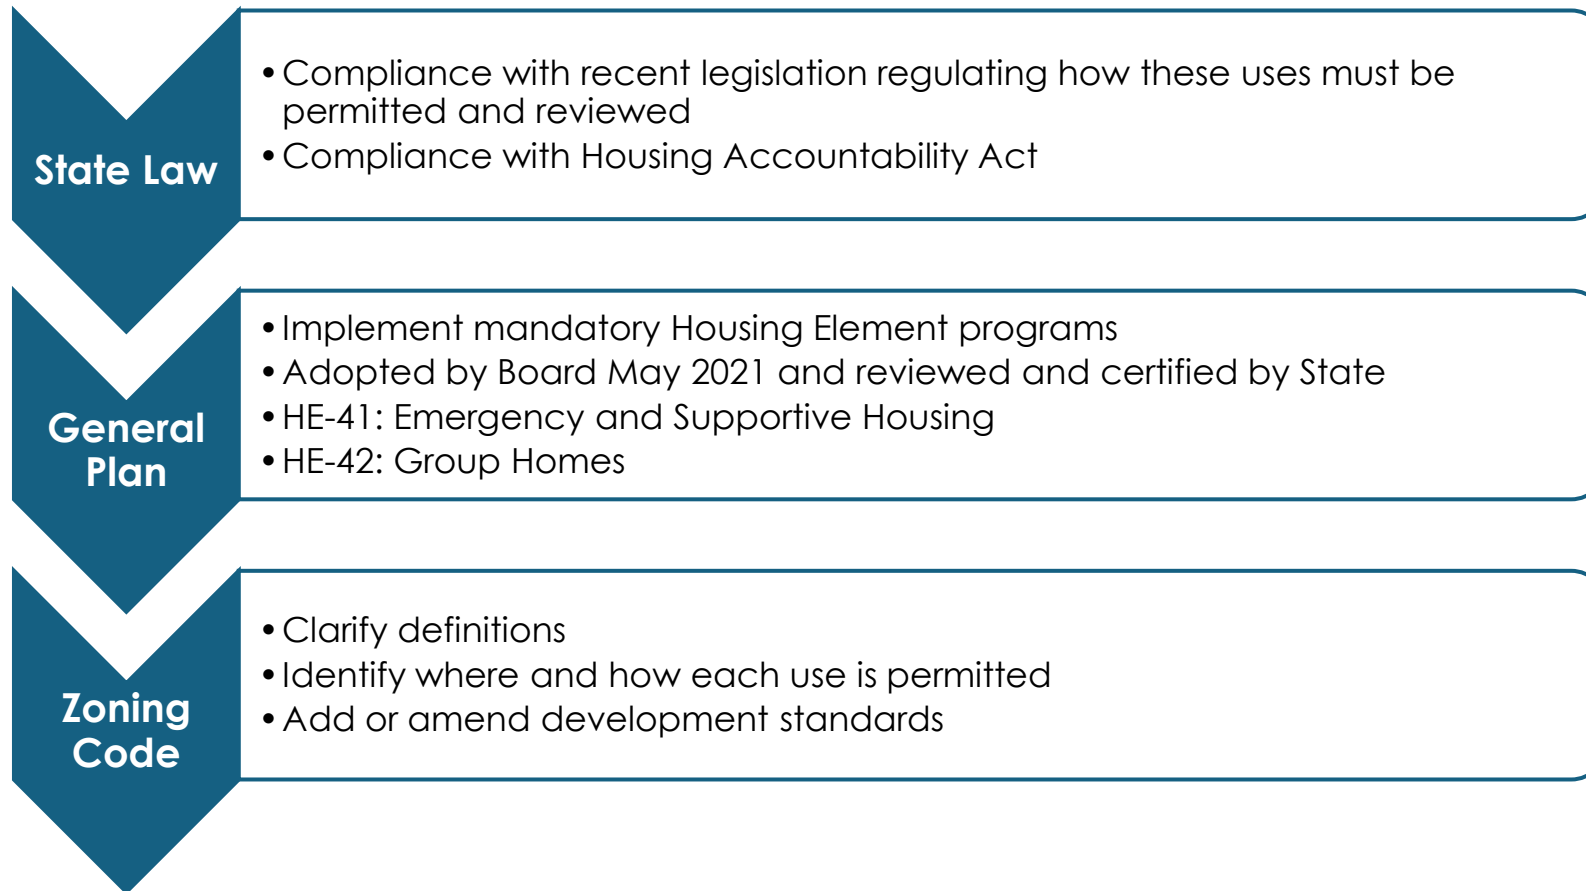 State Law
• Compliance with recent legislation regulating how these uses must be
permitted and reviewed
• Compliance with Housing Accountability Act
General
Plan
• Implement mandatory Housing Element programs
• Adopted by Board May 2021 and reviewed and certified by State
• HE-41: Emergency and Supportive Housing
• HE-42: Group Homes
Zoning
Code
• Clarify definitions
• Identify where and how each use is permitted
• Add or amend development standards